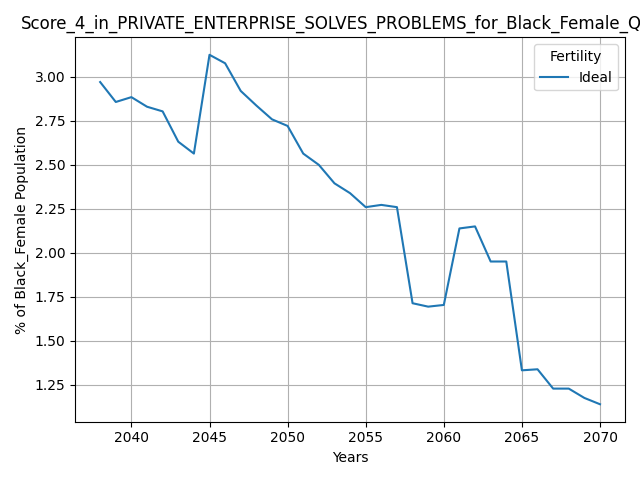 Score_4_in_PRIVATE_ENTERPRISE_SOLVES_PROBLEMS_for_Black_Female_Q
Fertility
Ideal
3.00
2.75
2.50
2.25
2.00
1.75
1.50
1.25
% of Black_Female Population
2040 2045 2050 2055 2060 2065 2070
Years